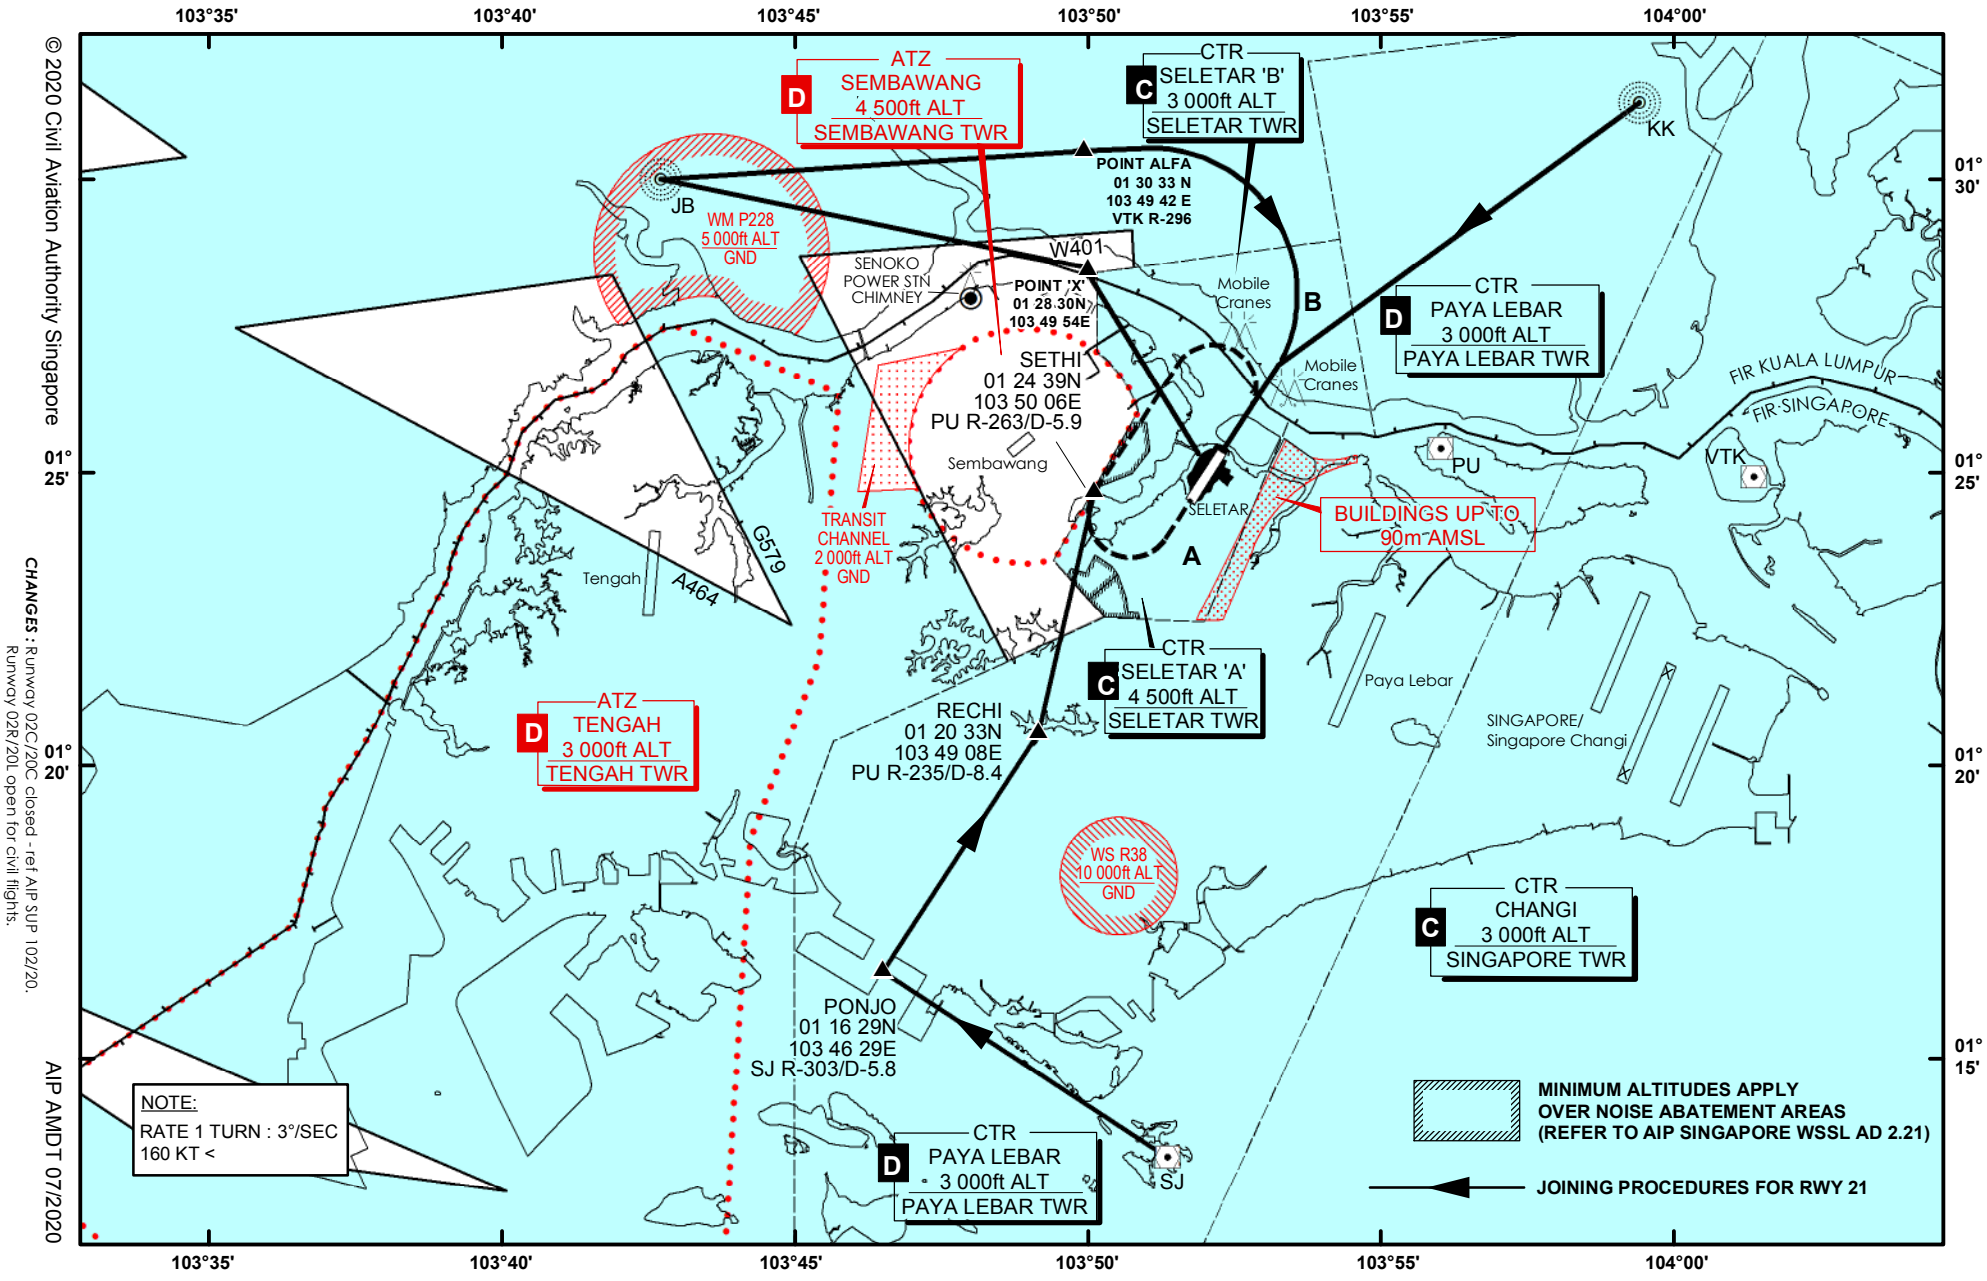 103°35'
103°40'
103°45'
103°50'
103°55'
104°00'
© 2020 Civil Aviation Authority Singapore
CHANGES : Runway 02C/20C closed - ref AIP SUP 102/20.
Runway 02R/20L open for civil flights.
AIP AMDT 07/2020
ATZ
SEMBAWANG
4 500ft ALT
SEMBAWANG TWR
D
CTR
SELETAR 'B'
3 000ft ALT
SELETAR TWR
C
KK
POINT ALFA
01 30 33 N
103 49 42 E
VTK R-296
01°
30'
JB
WM P228
5 000ft ALT
GND
SENOKO
POWER STN
CHIMNEY
W401
POINT 'X'
01 28 30N
103 49 54E
Mobile
Cranes
B
CTR
PAYA LEBAR
3 000ft ALT
PAYA LEBAR TWR
D
Mobile
Cranes
FIR KUALA LUMPUR
FIR SINGAPORE
SETHI
01 24 39N
103 50 06E
PU R-263/D-5.9
Sembawang
01°
25'
PU
VTK
01°
25'
SELETAR
BUILDINGS UP TO
90m AMSL
TRANSIT
CHANNEL
2 000ft ALT
GND
G579
A464
Tengah
A
CTR
SELETAR 'A'
4 500ft ALT
SELETAR TWR
C
Paya Lebar
SINGAPORE/
Singapore Changi
ATZ
TENGAH
3 000ft ALT
TENGAH TWR
D
RECHI
01 20 33N
103 49 08E
PU R-235/D-8.4
01°
20'
01°
20'
WS R38
10 000ft ALT
GND
CTR
CHANGI
3 000ft ALT
SINGAPORE TWR
C
PONJO
01 16 29N
103 46 29E
SJ R-303/D-5.8
01°
15'
NOTE:
RATE 1 TURN : 3°/SEC
160 KT <
CTR
PAYA LEBAR
3 000ft ALT
PAYA LEBAR TWR
D
SJ
MINIMUM ALTITUDES APPLY
OVER NOISE ABATEMENT AREAS
(REFER TO AIP SINGAPORE WSSL AD 2.21)
JOINING PROCEDURES FOR RWY 21
103°35'
103°40'
103°45'
103°50'
103°55'
104°00'